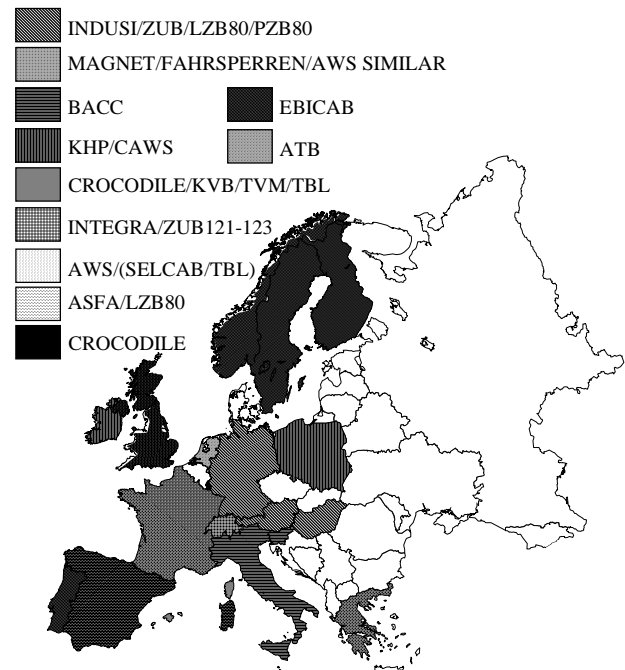 INDUSI/ZUB/LZB80/PZB80
MAGNET/FAHRSPERREN/AWS SIMILAR
BACC
EBICAB
KHP/CAWS
ATB
CROCODILE/KVB/TVM/TBL
INTEGRA/ZUB121-123
AWS/(SELCAB/TBL)
ASFA/LZB80
CROCODILE